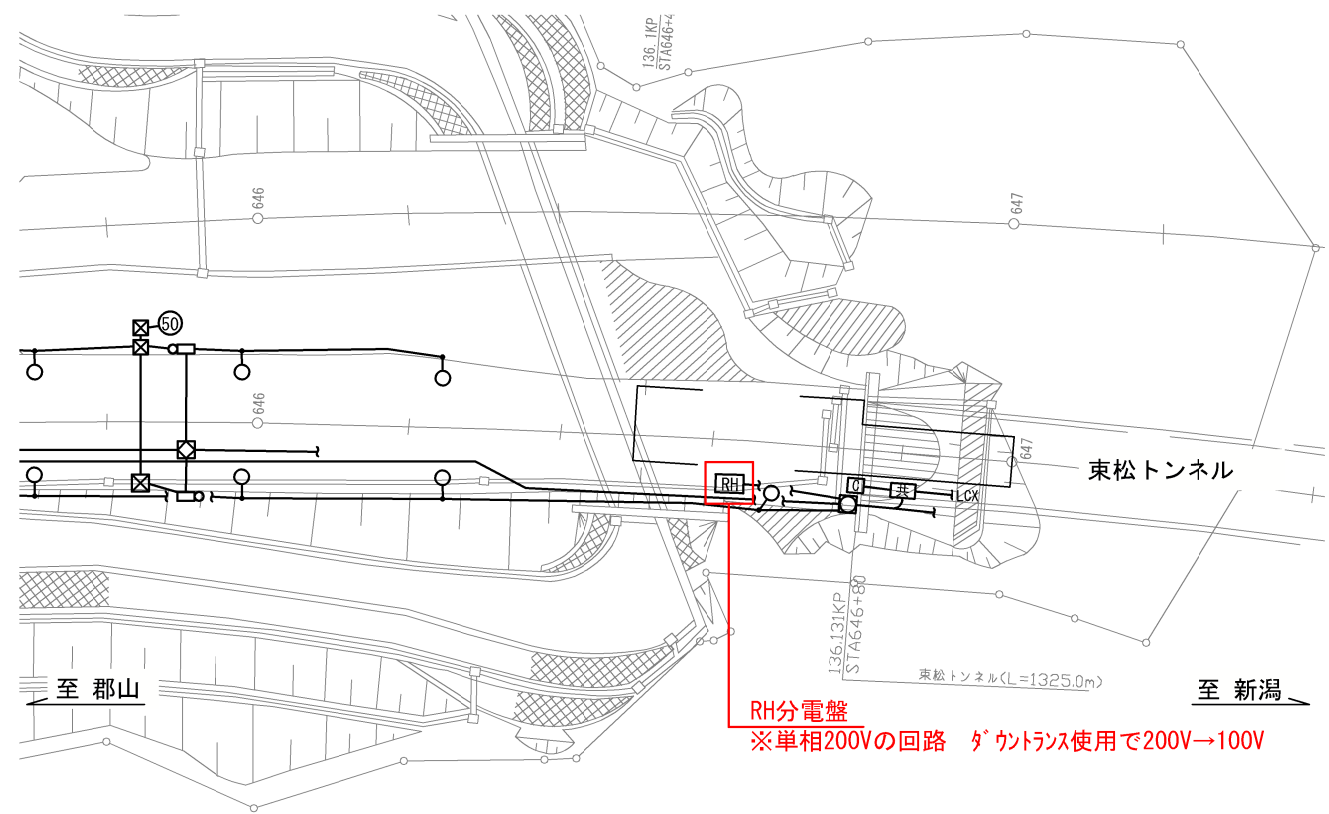 136.1KP
STA646+4
646
647
50
646
647
東松トンネル
RH
C
共
LCX
136.131KP
STA646+80
東松トンネル(L=1325.0m)
至 郡山
至 新潟
RH分電盤
※単相200Vの回路 ﾀﾞｳﾝﾄﾗﾝｽ使用で200V→100V